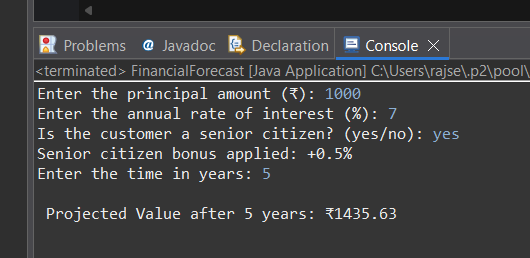 Problems @ Javadoc Declaration Console ×
<terminated> FinancialForecast [Java Application] C:\Users\rajse\.p2\pool\
Enter the principal amount (₹): 1000
Enter the annual rate of interest (%): 7
Is the customer a senior citizen? (yes/no): yes
Senior citizen bonus applied: +0.5%
Enter the time in years: 5
Projected Value after 5 years: ₹1435.63